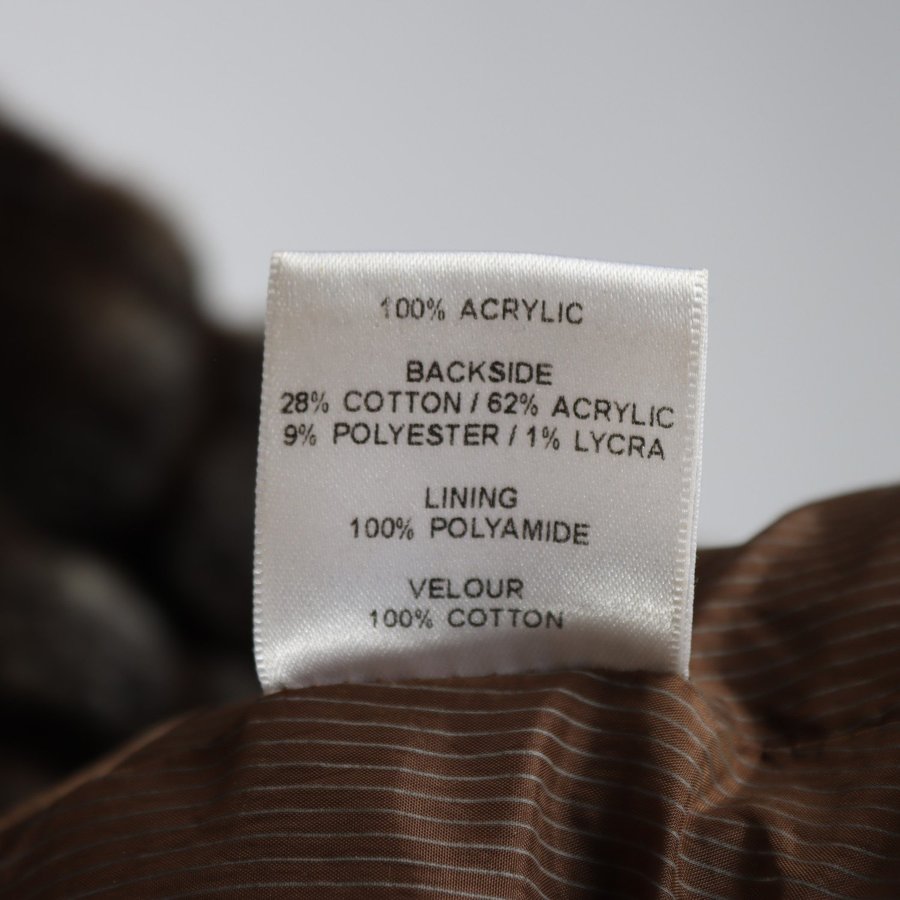 100% ACRYLIC
BACKSIDE
28% COTTON / 62% ACRYLIC
9% POLYESTER / 1% LYCRA
LINING
100% POLYAMIDE
VELOUR
100% COTTON